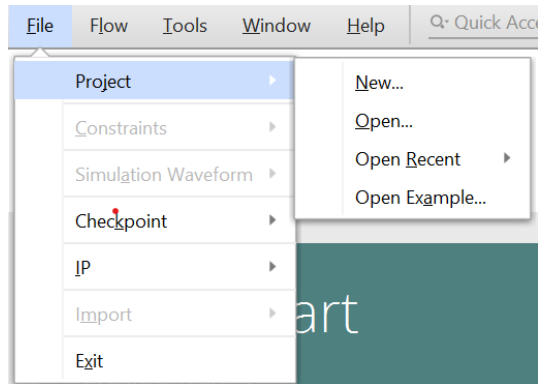 File Flow Tools Window Help Quick Acce
Project
New...
Constraints
Open...
Simulation Waveform
Open Recent
Checkpoint
Open Example...
IP
Import
art
Exit